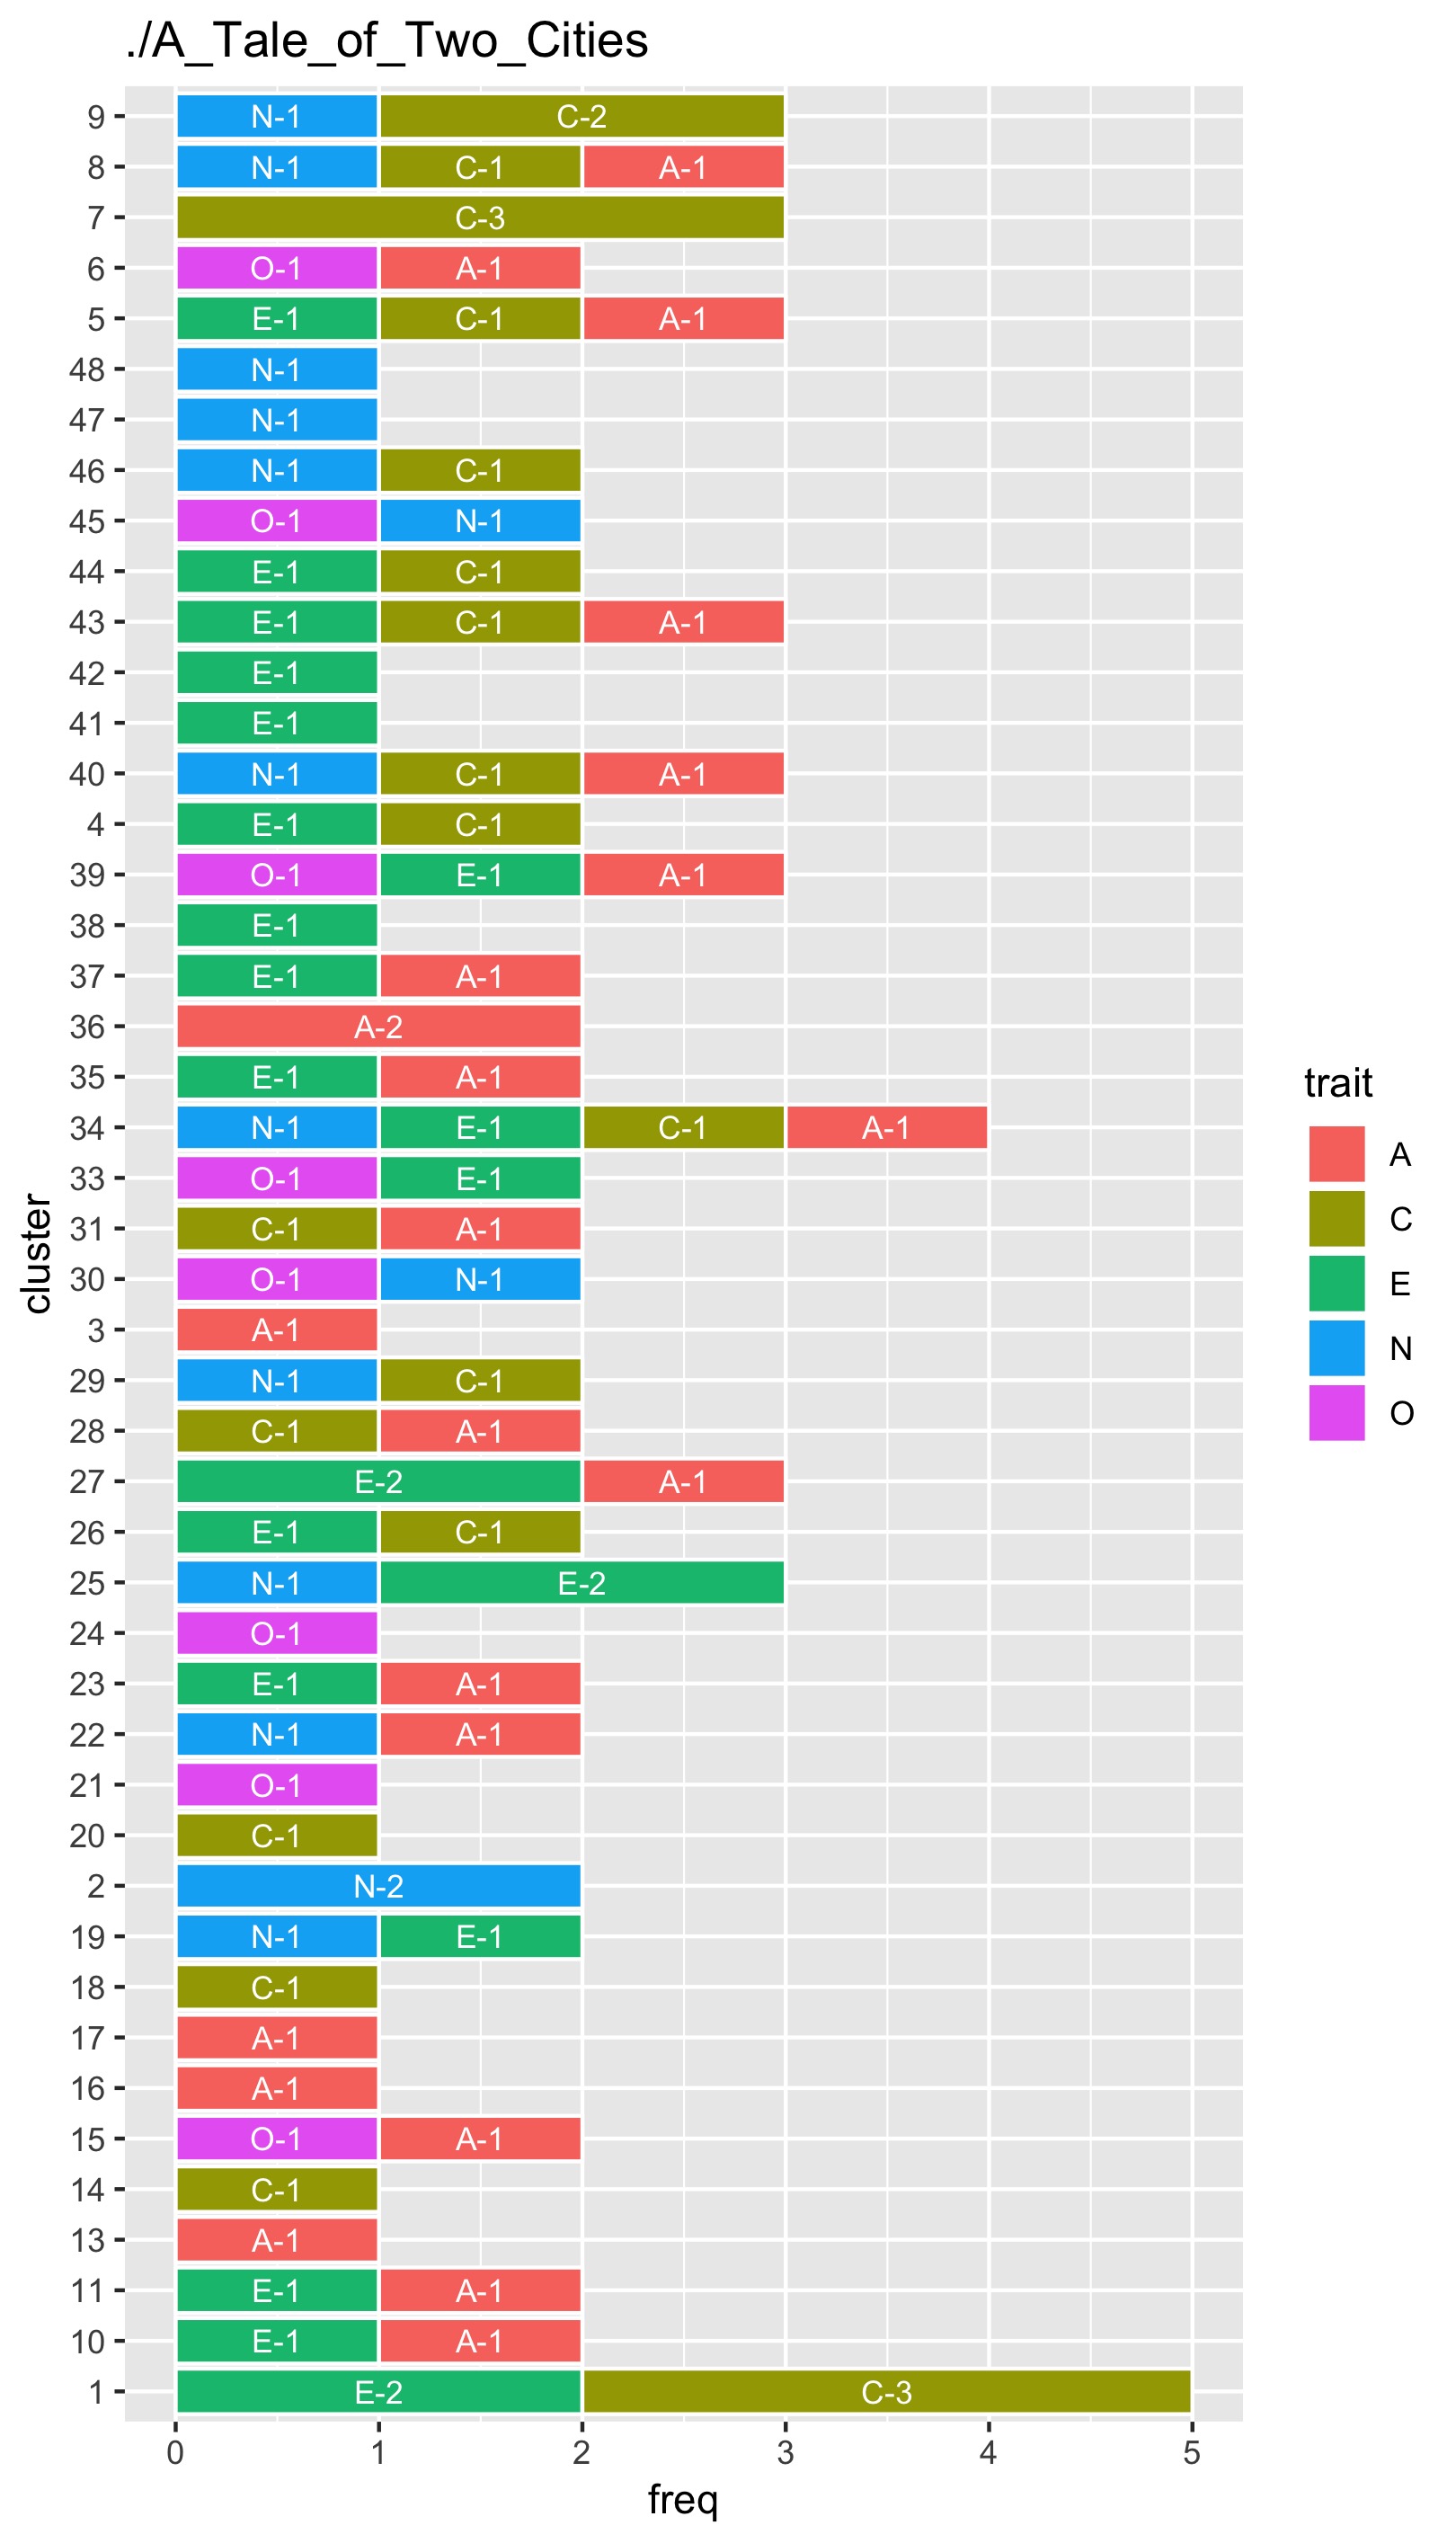 ./A_Tale_of_Two_Cities
9 N-1 C-2
8 N-1 C-1 A-1
7 C-3
6 O-1 A-1
5 E-1 C-1 A-1
48 N-1
47 N-1
46 N-1 C-1
45 O-1 N-1
44 E-1 C-1
43 E-1 C-1 A-1
42 E-1
41 E-1
40 N-1 C-1 A-1
4 E-1 C-1
39 O-1 E-1 A-1
38 E-1
37 E-1 A-1
36 A-2
35 E-1 A-1
34 N-1 E-1 C-1 A-1
33 O-1 E-1
31 C-1 A-1
30 O-1 N-1
3 A-1
29 N-1 C-1
28 C-1 A-1
27 E-2 A-1
26 E-1 C-1
25 N-1 E-2
24 O-1
23 E-1 A-1
22 N-1 A-1
21 O-1
20 C-1
2 N-2
19 N-1 E-1
18 C-1
17 A-1
16 A-1
15 O-1 A-1
14 C-1
13 A-1
11 E-1 A-1
10 E-1 A-1
1 E-2 C-3
0 1 2 3 4 5
freq
cluster
trait
A
C
E
N
O